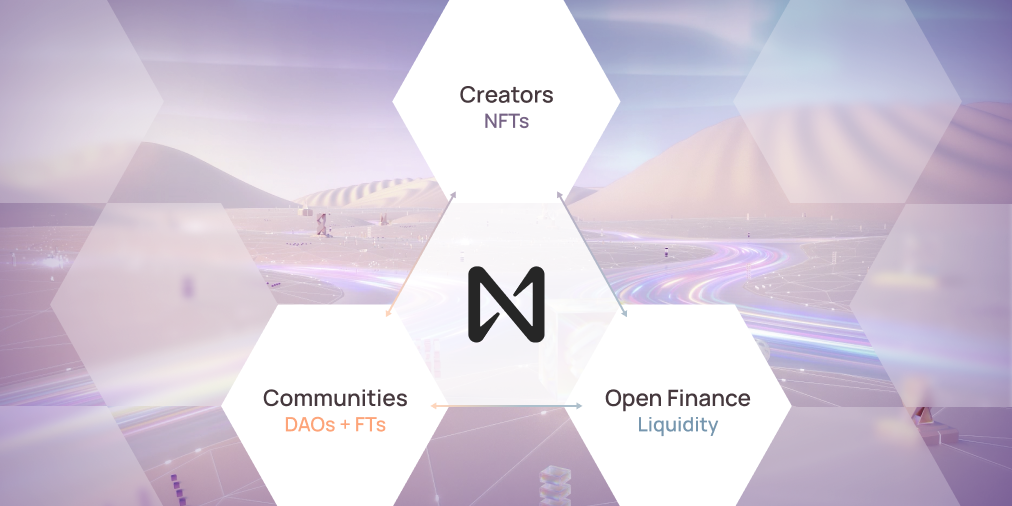 Creators
NFTs
Communities
DAOs + FTs
Open Finance
Liquidity